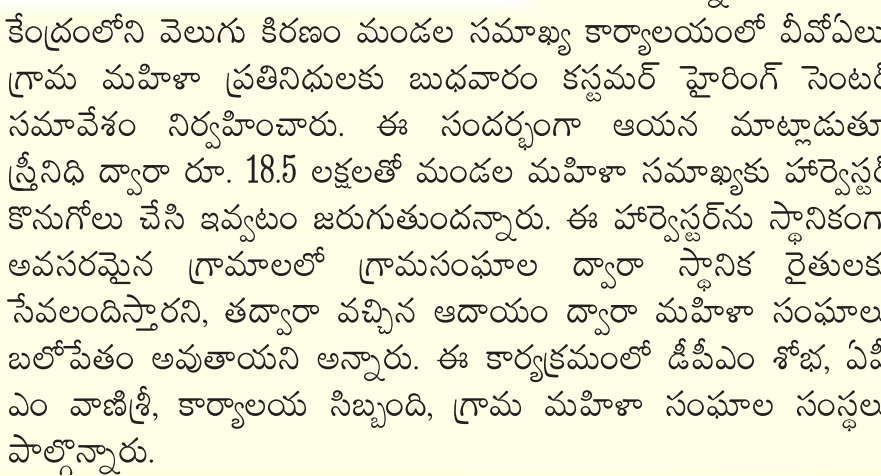 కేంద్రంలోని వెలుగు కిరణం మండల సమాఖ్య కార్యాలయంలో వీవోఏలు
గ్రామ మహిళా ప్రతినిధులకు బుధవారం కస్టమర్ హైరింగ్ సెంటర్
సమావేశం నిర్వహించారు. ఈ సందర్భంగా ఆయన మాట్లాడుతూ
స్త్రీనిధి ద్వారా రూ. 18.5 లక్షలతో మండల మహిళా సమాఖ్యకు హార్వెస్టర్
కొనుగోలు చేసి ఇవ్వటం జరుగుతుందన్నారు. ఈ హార్వెస్టర్‌ను స్థానికంగా
అవసరమైన గ్రామాలలో గ్రామసంఘాల ద్వారా స్థానిక రైతులకు
సేవలందిస్తారని, తద్వారా వచ్చిన ఆదాయం ద్వారా మహిళా సంఘాలు
బలోపేతం అవుతాయని అన్నారు. ఈ కార్యక్రమంలో డీపీఎం శోభ, ఏపీ
ఎం వాణిశ్రీ, కార్యాలయ సిబ్బంది, గ్రామ మహిళా సంఘాల సంస్థలు
పాల్గొన్నారు.